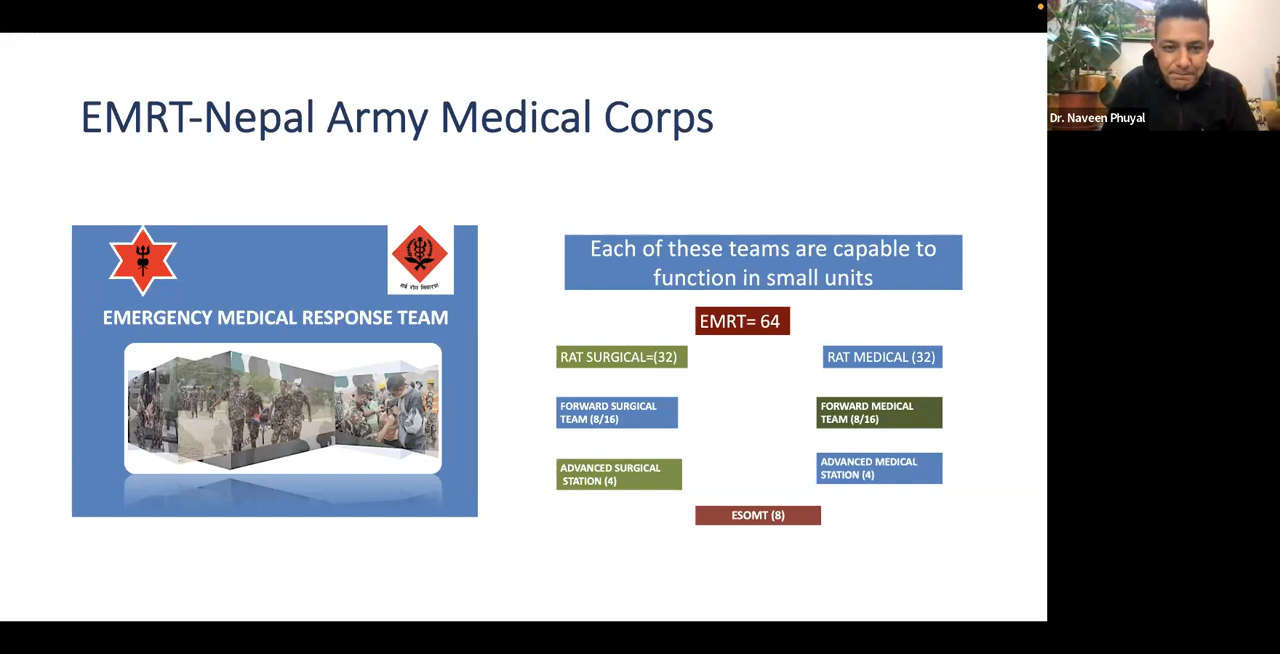 EMRT-Nepal Army Medical Corps
Dr. Naveen Phuyal
सर्व रोग निवारण
EMERGENCY MEDICAL RESPONSE TEAM
Each of these teams are capable to
function in small units
EMRT= 64
RAT SURGICAL=(32)
RAT MEDICAL (32)
FORWARD SURGICAL
TEAM (8/16)
FORWARD MEDICAL
TEAM (8/16)
ADVANCED SURGICAL
STATION (4)
ADVANCED MEDICAL
STATION (4)
ESOMT (8)